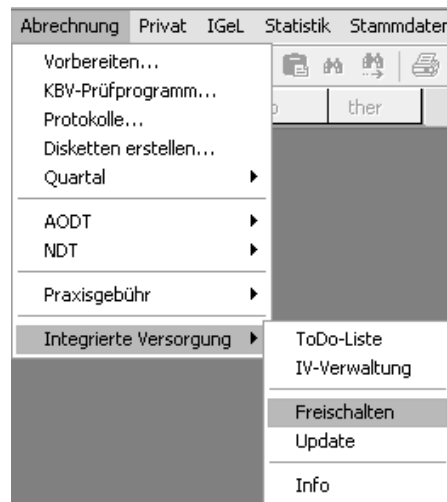 Abrechnung Privat IGeL Statistik Stammdaten
Vorbereiten...
KBV-Prüfprogramm...
Protokolle...
Disketten erstellen...
Quartal
AODT
NDT
Praxisgebühr
Integrierte Versorgung
ther
ToDo-Liste
IV-Verwaltung
Freischalten
Update
Info